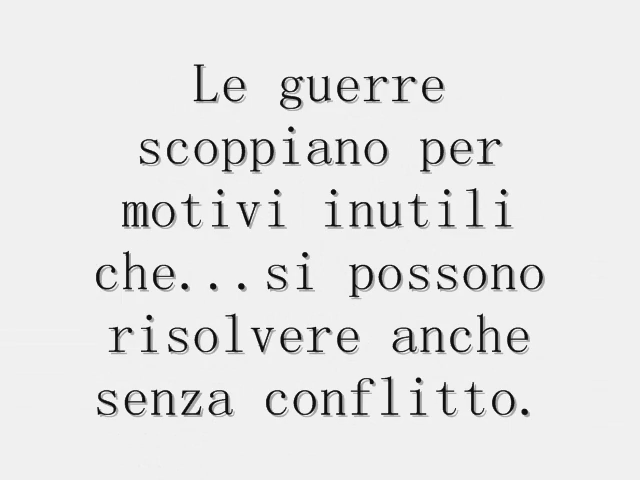 Le guerre
scoppiano per
motivi inutili
che...si possono
risolvere anche
senza conflitto.